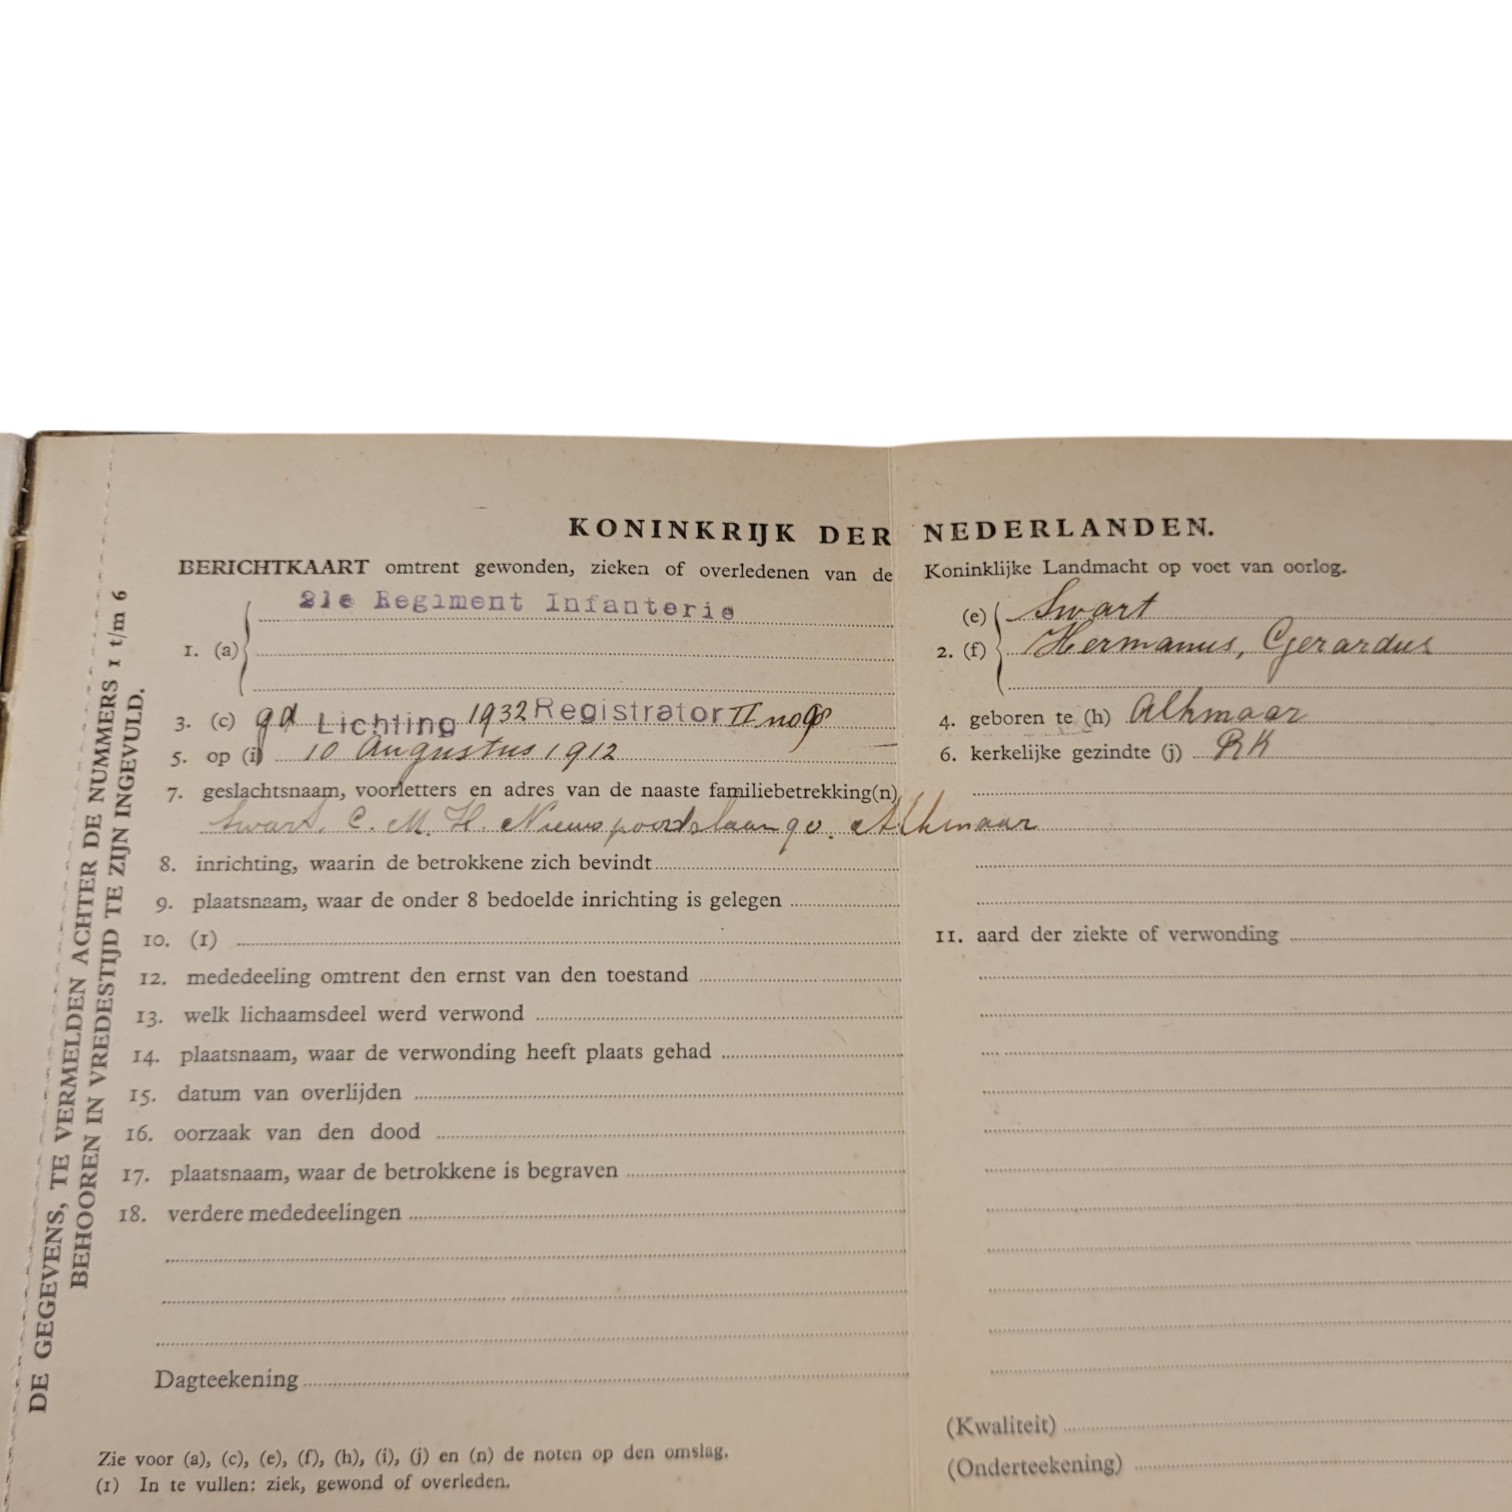 KONINKRIJK DER NEDERLANDEN.
BERICHTKAART omtrent gewonden, zieken of overledenen van de Koninklijke Landmacht op voet van oorlog.
21e Regiment Infanterie
1. (a)
(e) Swart
2. (f) Hermanus, Gerardus
3. (c) gd Lichting 1932 Registrator II no
4. geboren te (h) Alkmaar
5. op (i) 10 Augustus 1912
6. kerkelijke gezindte (j) RK
7. geslachtsnaam, voorletters en adres van de naaste familiebetrekking(n)
Swart. C. M. H. Nieuwpoordslaan 90. Alkmaar
8. inrichting, waarin de betrokkene zich bevindt
9. plaatsnaam, waar de onder 8 bedoelde inrichting is gelegen
10. (1)
11. aard der ziekte of verwonding
12. mededeeling omtrent den ernst van den toestand
13. welk lichaamsdeel werd verwond
14. plaatsnaam, waar de verwonding heeft plaats gehad
15. datum van overlijden
16. oorzaak van den dood
17. plaatsnaam, waar de betrokkene is begraven
18. verdere mededeelingen
Dagteekening
(Kwaliteit)
(Onderteekening)
Zie voor (a), (c), (e), (f), (h), (i), (j) en (n) de noten op den omslag.
(1) In te vullen: ziek, gewond of overleden.
DE GEGEVENS, TE VERMELDEN ACHTER DE NUMMERS 1 t/m 6
BEHOOREN IN VREDESTIJD TE ZIJN INGEVULD.